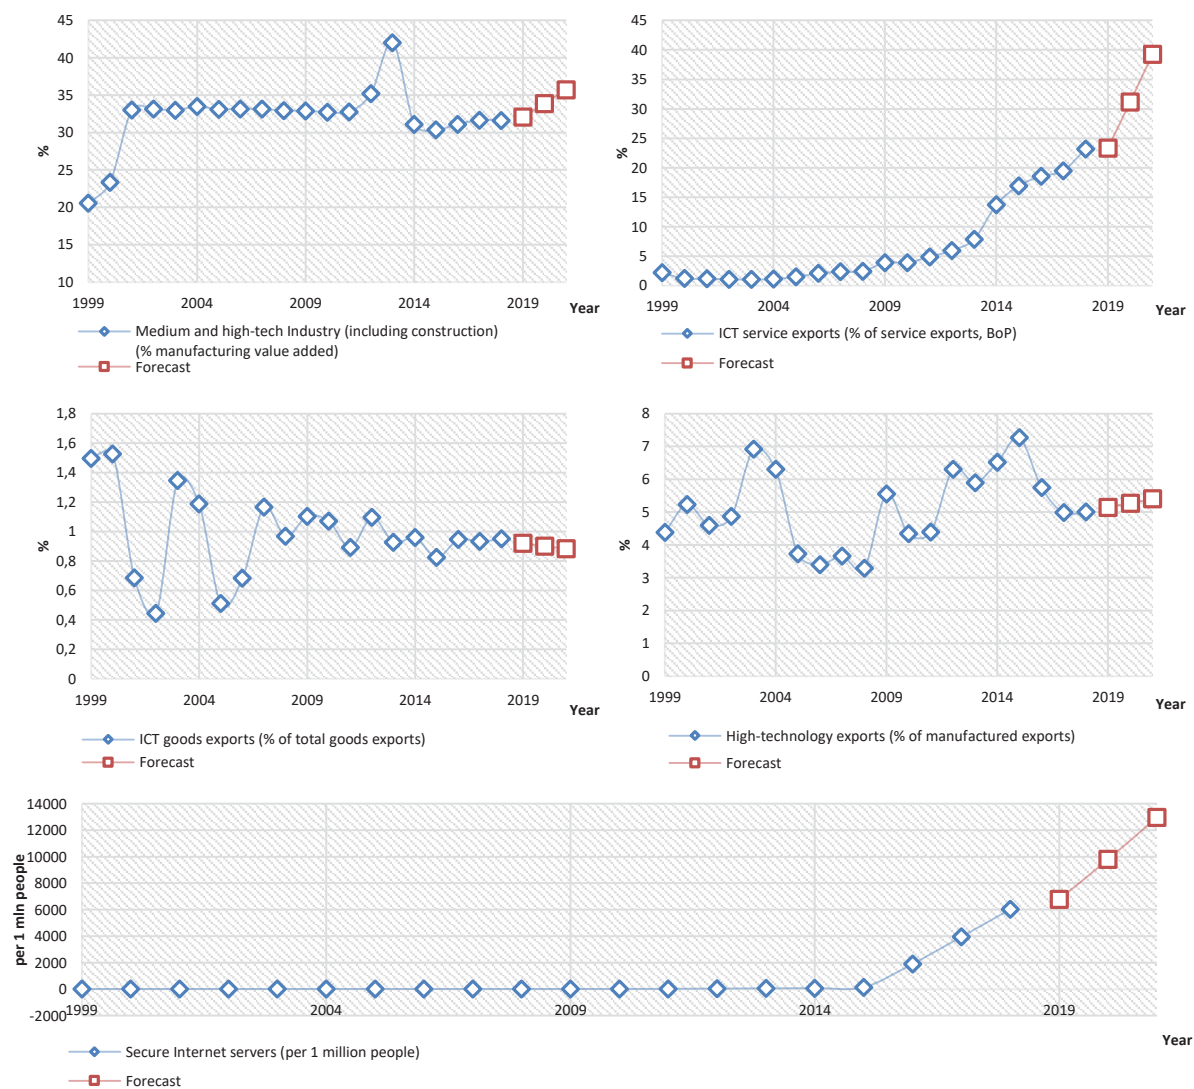 45
40
35
30
25
20
15
10
%
1999 2004 2009 2014 2019
Year
Medium and high-tech Industry (including construction)
(% manufacturing value added)
Forecast
45
40
35
30
25
20
15
10
5
0
%
1999 2004 2009 2014 2019
Year
ICT service exports (% of service exports, BoP)
Forecast
1,8
1,6
1,4
1,2
1
0,8
0,6
0,4
0,2
0
%
1999 2004 2009 2014 2019
Year
ICT goods exports (% of total goods exports)
Forecast
8
7
6
5
4
3
2
1
0
%
1999 2004 2009 2014 2019
Year
High-technology exports (% of manufactured exports)
Forecast
14000
12000
10000
8000
6000
4000
2000
0
-2000
per 1 mln people
1999 2004 2009 2014 2019
Year
Secure Internet servers (per 1 million people)
Forecast